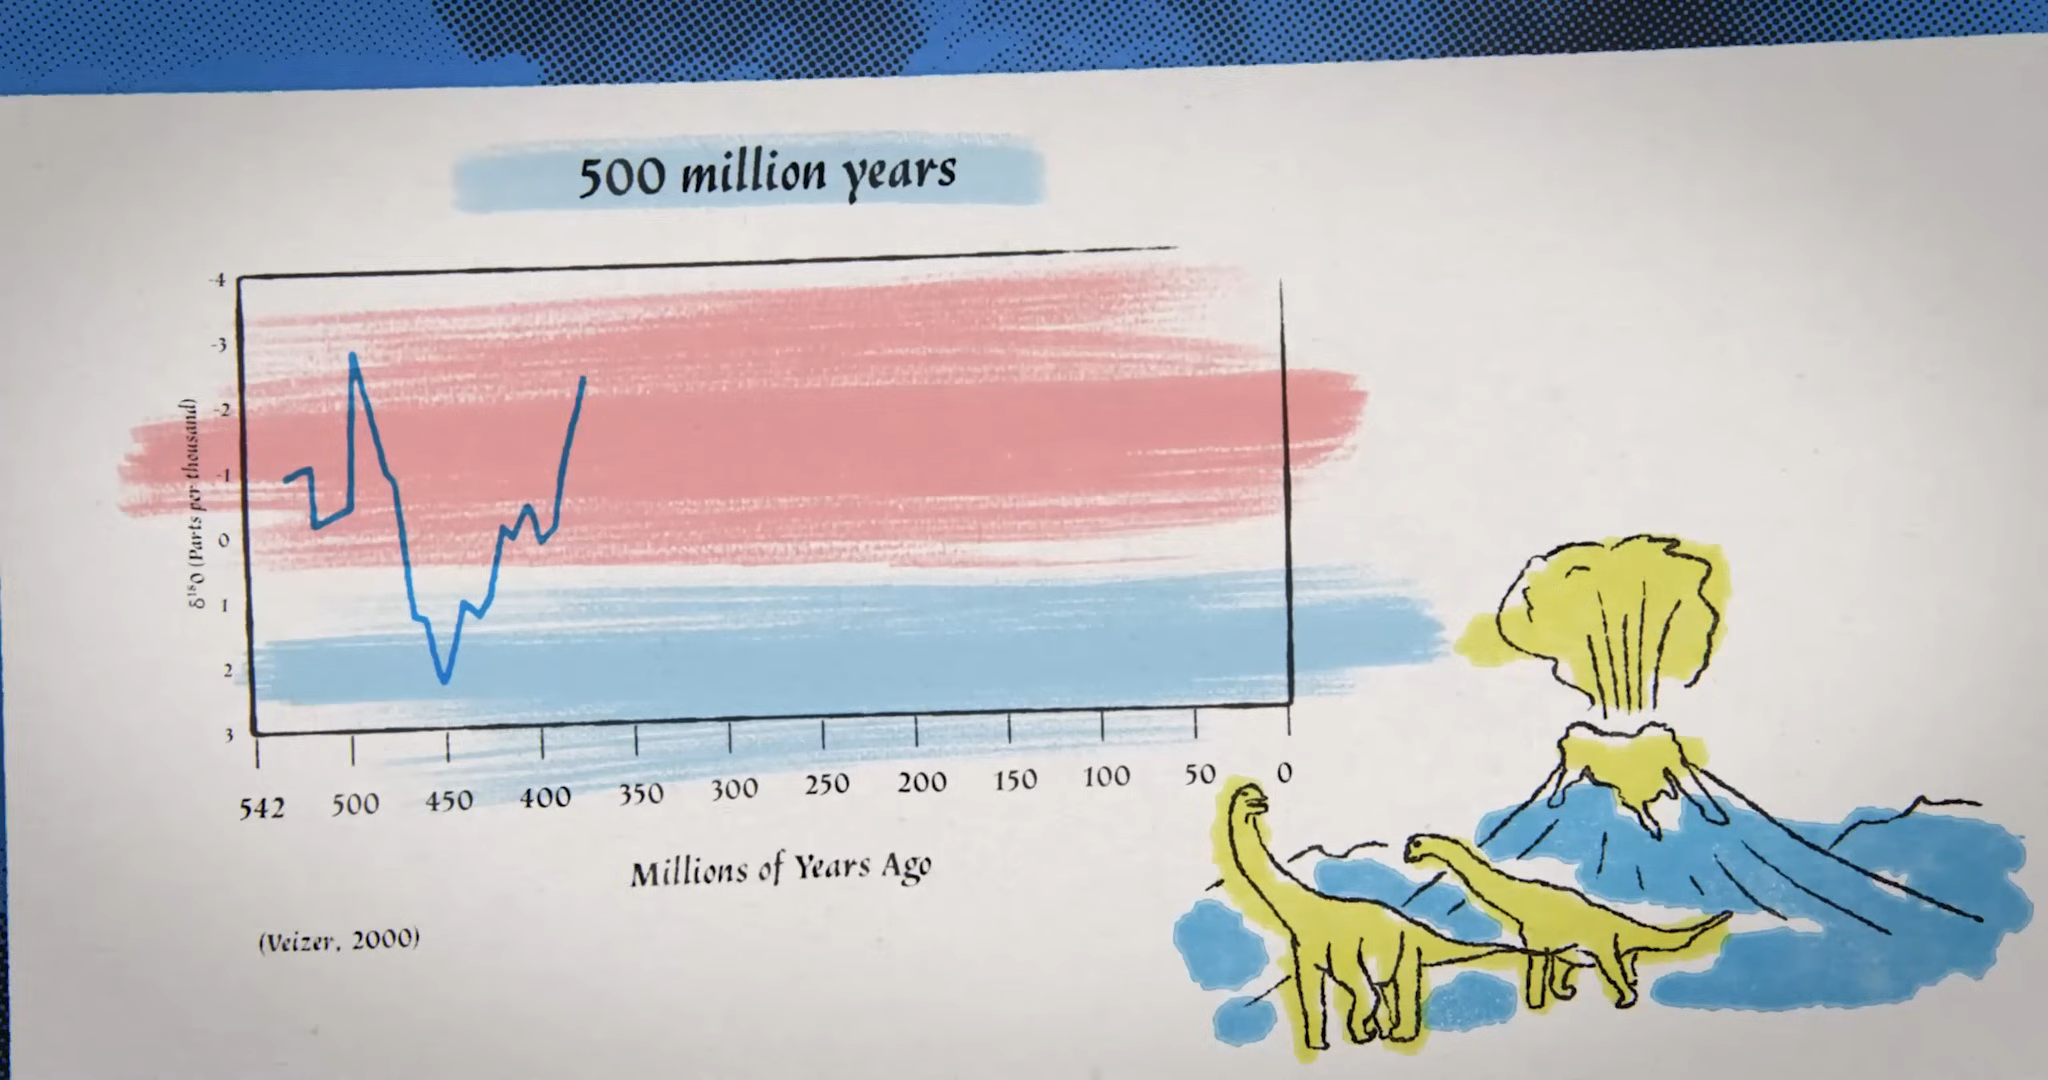 500 million years
-4
-3
-2
-1
0
1
2
3
δ¹⁸O (Parts per thousand)
542 500 450 400 350 300 250 200 150 100 50 0
Millions of Years Ago
(Veizer, 2000)